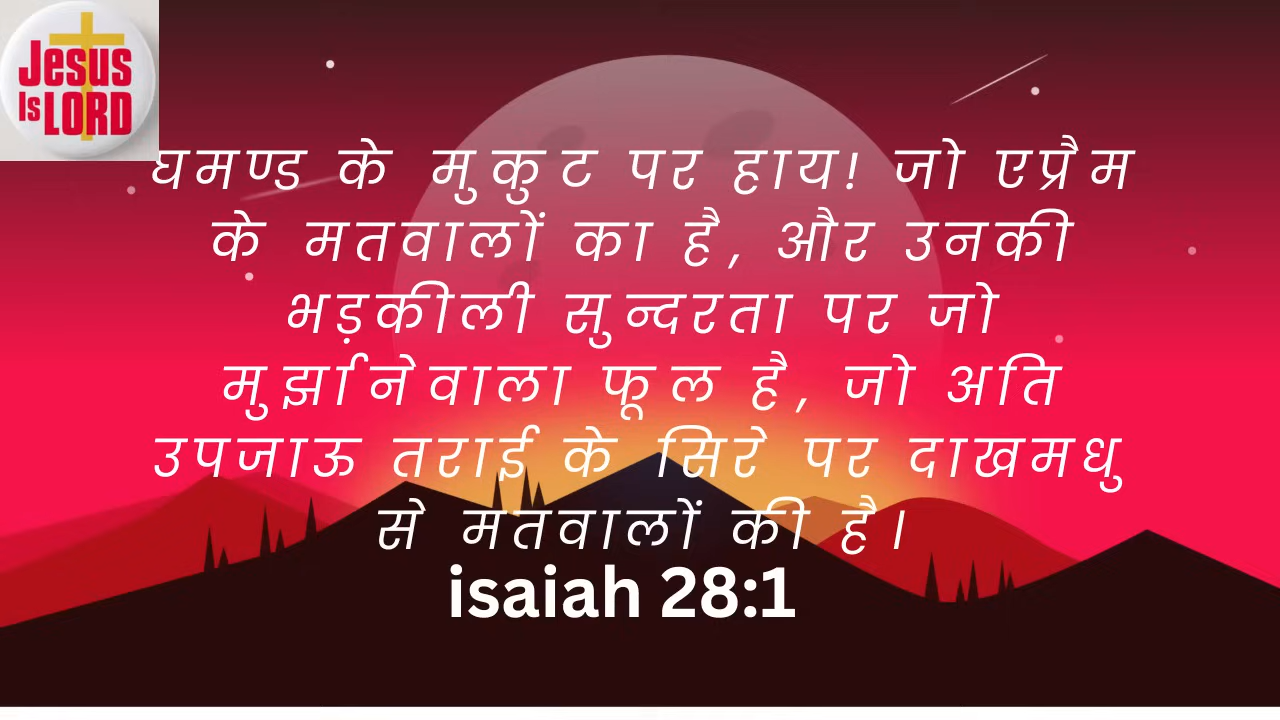 Jesus
Is LORD
घमण्ड के मुकुट पर हाय! जो एप्रैम
के मतवालों का है, और उनकी
भड़कीली सुन्दरता पर जो
मुर्झानेवाला फूल है, जो अति
उपजाऊ तराई के सिरे पर दाखमधु
से मतवालों की है।
isaiah 28:1